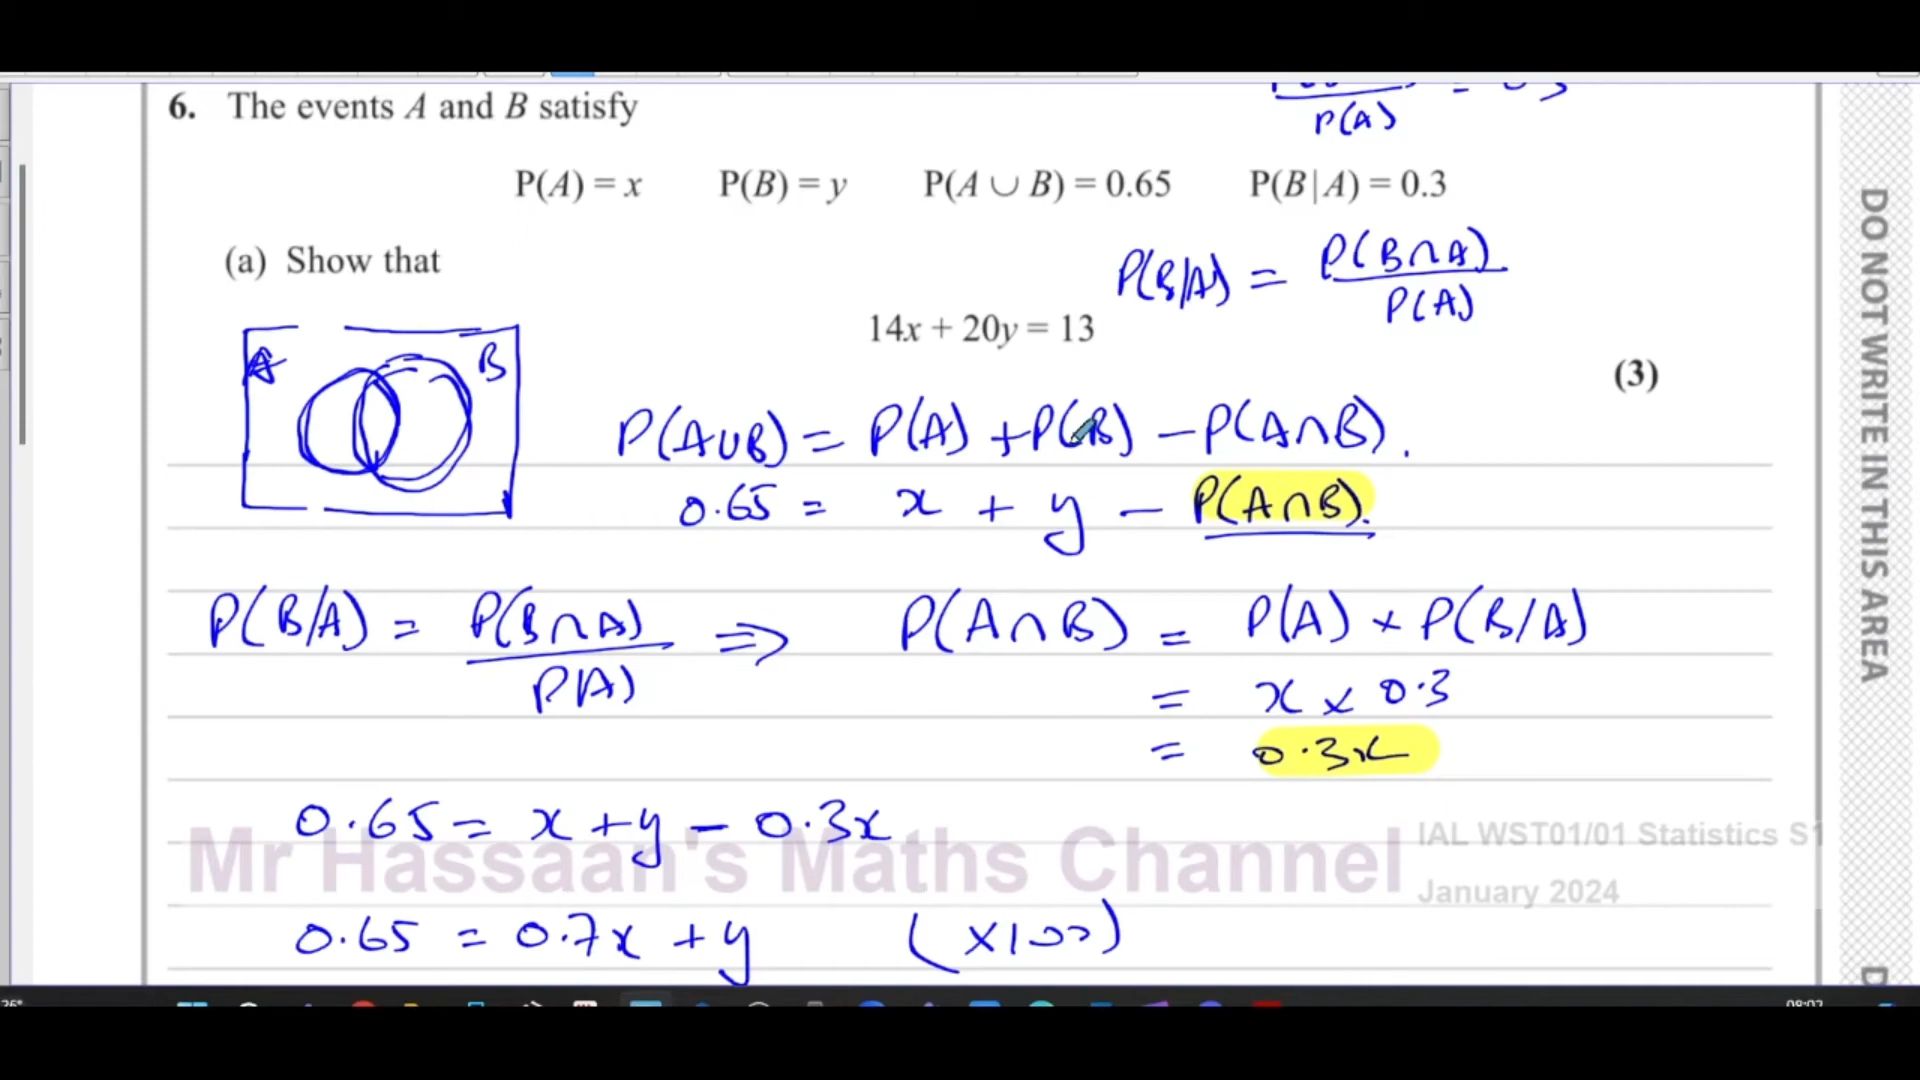 P(A)
6. The events A and B satisfy
P(A) = x P(B) = y P(A ∪ B) = 0.65 P(B|A) = 0.3
(a) Show that
P(B/A) = P(B∩A) / P(A)
14x + 20y = 13
(3)
A B
P(A∪B) = P(A) + P(B) − P(A∩B).
0.65 = x + y − P(A∩B).
P(B/A) = P(B∩A) / P(A) ⇒ P(A∩B) = P(A) × P(B/A)
= x × 0.3
= 0.3x
0.65 = x + y − 0.3x
Mr Hassaan's Maths Channel
IAL WST01/01 Statistics S1
January 2024
0.65 = 0.7x + y (×100)
DO NOT WRITE IN THIS AREA
D
26°